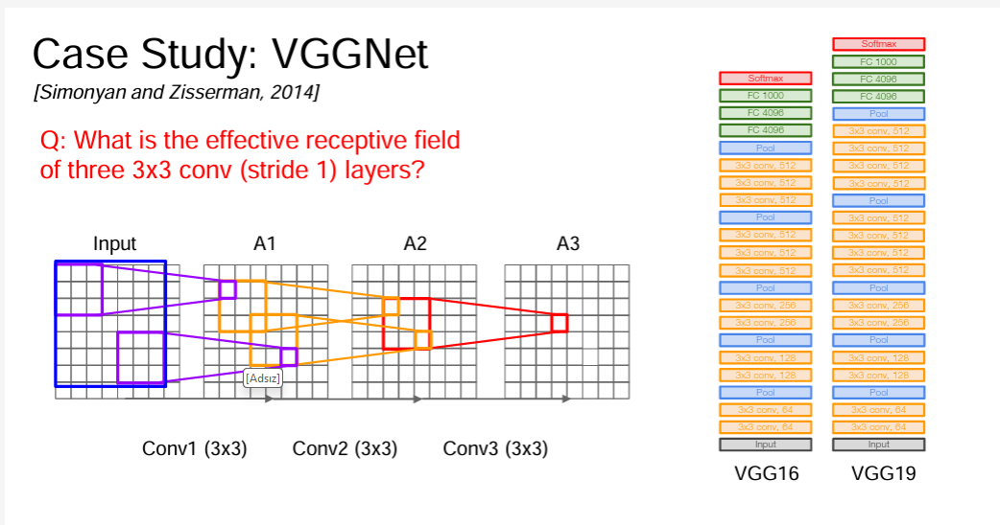 Case Study: VGGNet
[Simonyan and Zisserman, 2014]
Q: What is the effective receptive field
of three 3x3 conv (stride 1) layers?
Input
A1
A2
A3
[Adsız]
Conv1 (3x3)
Conv2 (3x3)
Conv3 (3x3)
Softmax
FC 1000
FC 4096
FC 4096
Pool
3x3 conv, 512
3x3 conv, 512
3x3 conv, 512
Pool
3x3 conv, 512
3x3 conv, 512
3x3 conv, 512
Pool
3x3 conv, 256
3x3 conv, 256
Pool
3x3 conv, 128
3x3 conv, 128
Pool
3x3 conv, 64
3x3 conv, 64
Input
VGG16
Softmax
FC 1000
FC 4096
FC 4096
Pool
3x3 conv, 512
3x3 conv, 512
3x3 conv, 512
3x3 conv, 512
Pool
3x3 conv, 512
3x3 conv, 512
3x3 conv, 512
3x3 conv, 512
Pool
3x3 conv, 256
3x3 conv, 256
Pool
3x3 conv, 128
3x3 conv, 128
Pool
3x3 conv, 64
3x3 conv, 64
Input
VGG19